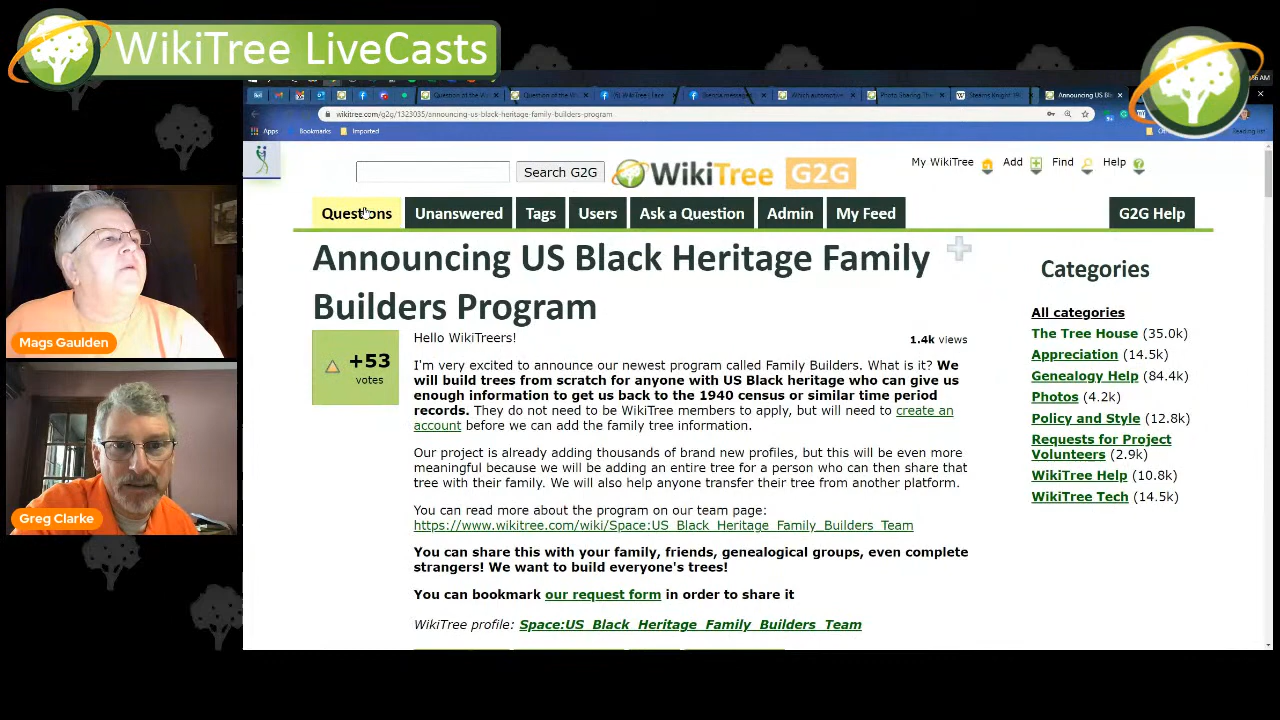 WikiTree LiveCasts
Announcing US Bl
wikitree.com/g2g/1323035/announcing-us-black-heritage-family-builders-program
Apps Bookmarks Imported
Search G2G
WikiTree G2G
My WikiTree Add Find Help
Questions Unanswered Tags Users Ask a Question Admin My Feed G2G Help
Announcing US Black Heritage Family
Builders Program
+53
votes
Hello WikiTreers!
1.4k views
I'm very excited to announce our newest program called Family Builders. What is it? We
will build trees from scratch for anyone with US Black heritage who can give us
enough information to get us back to the 1940 census or similar time period
records. They do not need to be WikiTree members to apply, but will need to create an
account before we can add the family tree information.
Our project is already adding thousands of brand new profiles, but this will be even more
meaningful because we will be adding an entire tree for a person who can then share that
tree with their family. We will also help anyone transfer their tree from another platform.
You can read more about the program on our team page:
https://www.wikitree.com/wiki/Space:US_Black_Heritage_Family_Builders_Team
You can share this with your family, friends, genealogical groups, even complete
strangers! We want to build everyone's trees!
You can bookmark our request form in order to share it
WikiTree profile: Space:US_Black_Heritage_Family_Builders_Team
Categories
All categories
The Tree House (35.0k)
Appreciation (14.5k)
Genealogy Help (84.4k)
Photos (4.2k)
Policy and Style (12.8k)
Requests for Project
Volunteers (2.9k)
WikiTree Help (10.8k)
WikiTree Tech (14.5k)
Mags Gaulden
Greg Clarke